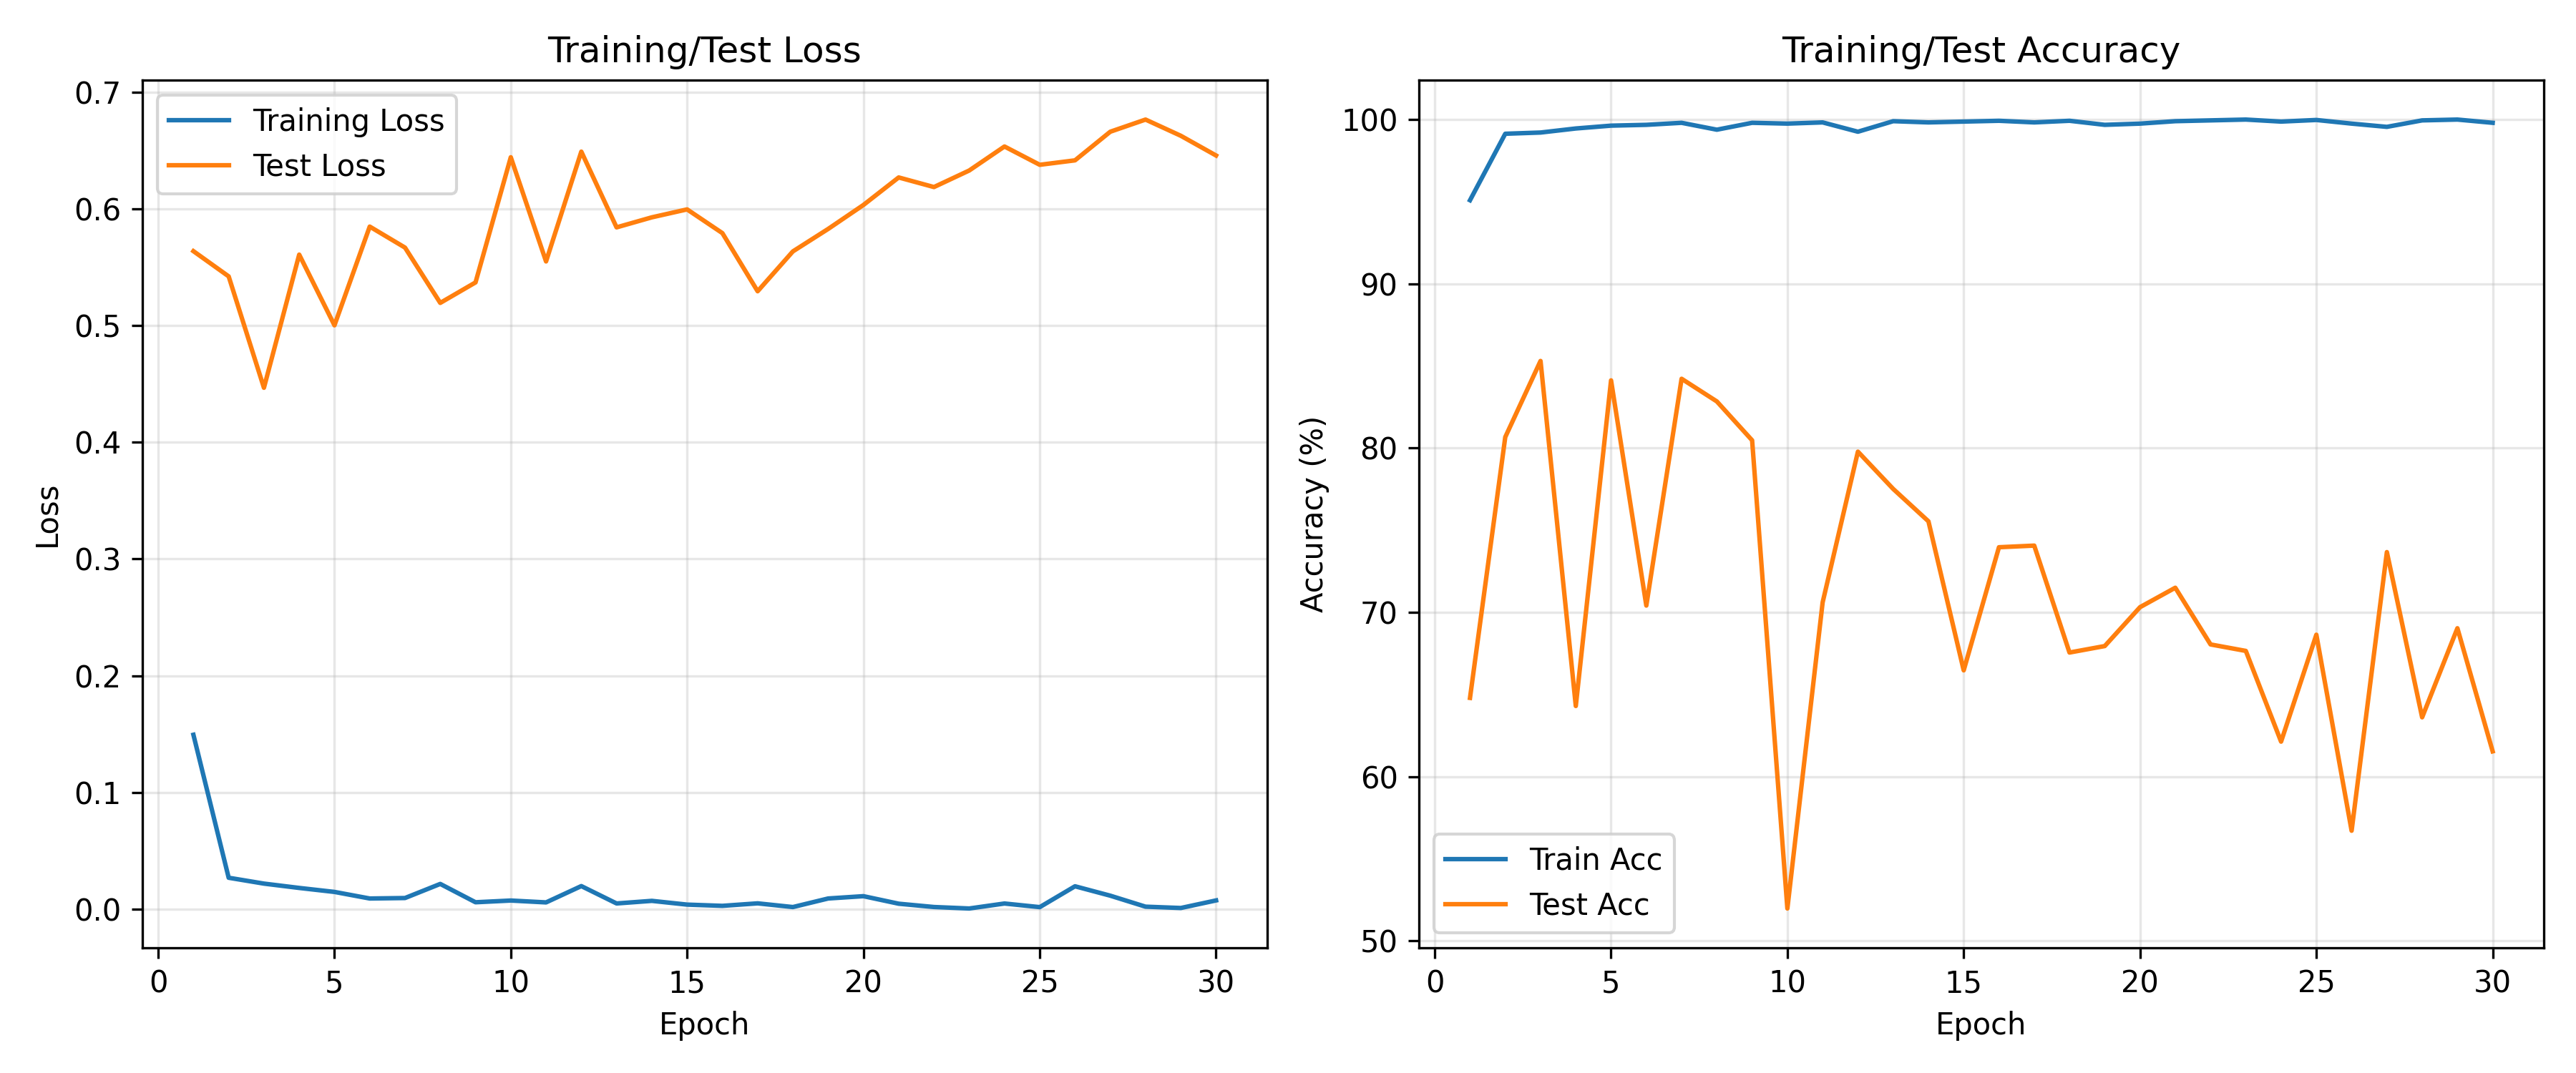 Training/Test Loss
0.7
0.6
0.5
0.4
0.3
0.2
0.1
0.0
Loss
Training Loss
Test Loss
0 5 10 15 20 25 30
Epoch
Training/Test Accuracy
100
90
80
70
60
50
Accuracy (%)
Train Acc
Test Acc
0 5 10 15 20 25 30
Epoch